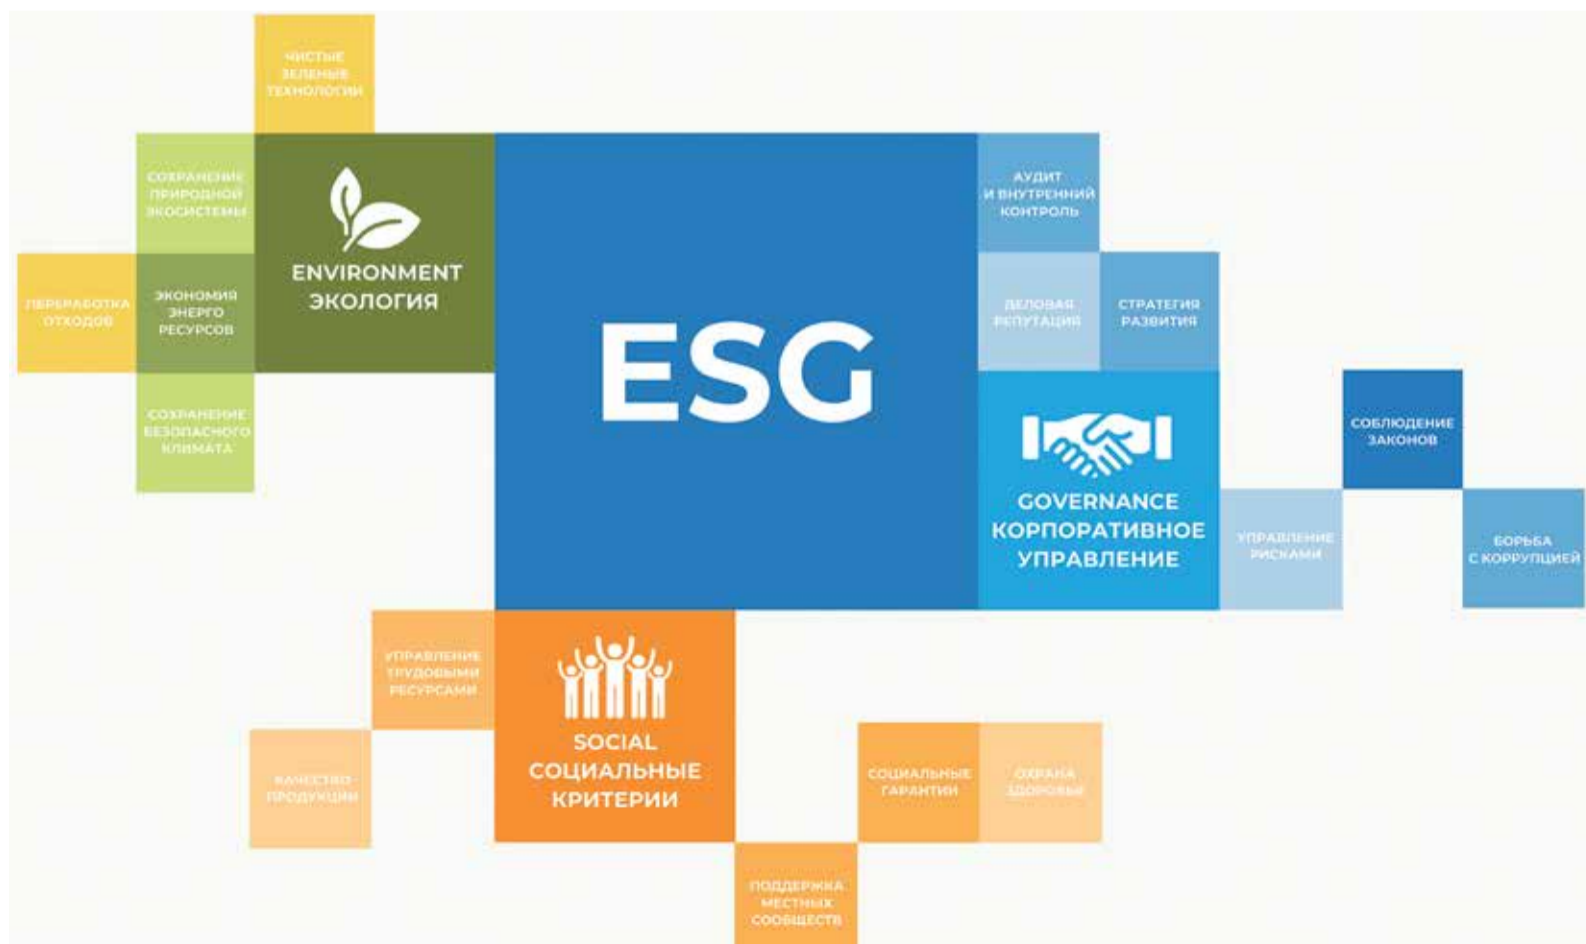 ЧИСТЫЕ
ЗЕЛЕНЫЕ
ТЕХНОЛОГИИ
СОХРАНЕНИЕ
ПРИРОДНОЙ
ЭКОСИСТЕМЫ
ENVIRONMENT
ЭКОЛОГИЯ
ПЕРЕРАБОТКА
ОТХОДОВ
ЭКОНОМИЯ
ЭНЕРГО
РЕСУРСОВ
СОХРАНЕНИЕ
БЕЗОПАСНОГО
КЛИМАТА
ESG
АУДИТ
И ВНУТРЕННИЙ
КОНТРОЛЬ
ДЕЛОВАЯ
РЕПУТАЦИЯ
СТРАТЕГИЯ
РАЗВИТИЯ
GOVERNANCE
КОРПОРАТИВНОЕ
УПРАВЛЕНИЕ
УПРАВЛЕНИЕ
РИСКАМИ
СОБЛЮДЕНИЕ
ЗАКОНОВ
БОРЬБА
С КОРРУПЦИЕЙ
УПРАВЛЕНИЕ
ТРУДОВЫМИ
РЕСУРСАМИ
КАЧЕСТВО
ПРОДУКЦИИ
SOCIAL
СОЦИАЛЬНЫЕ
КРИТЕРИИ
СОЦИАЛЬНЫЕ
ГАРАНТИИ
ОХРАНА
ЗДОРОВЬЯ
ПОДДЕРЖКА
МЕСТНЫХ
СООБЩЕСТВ